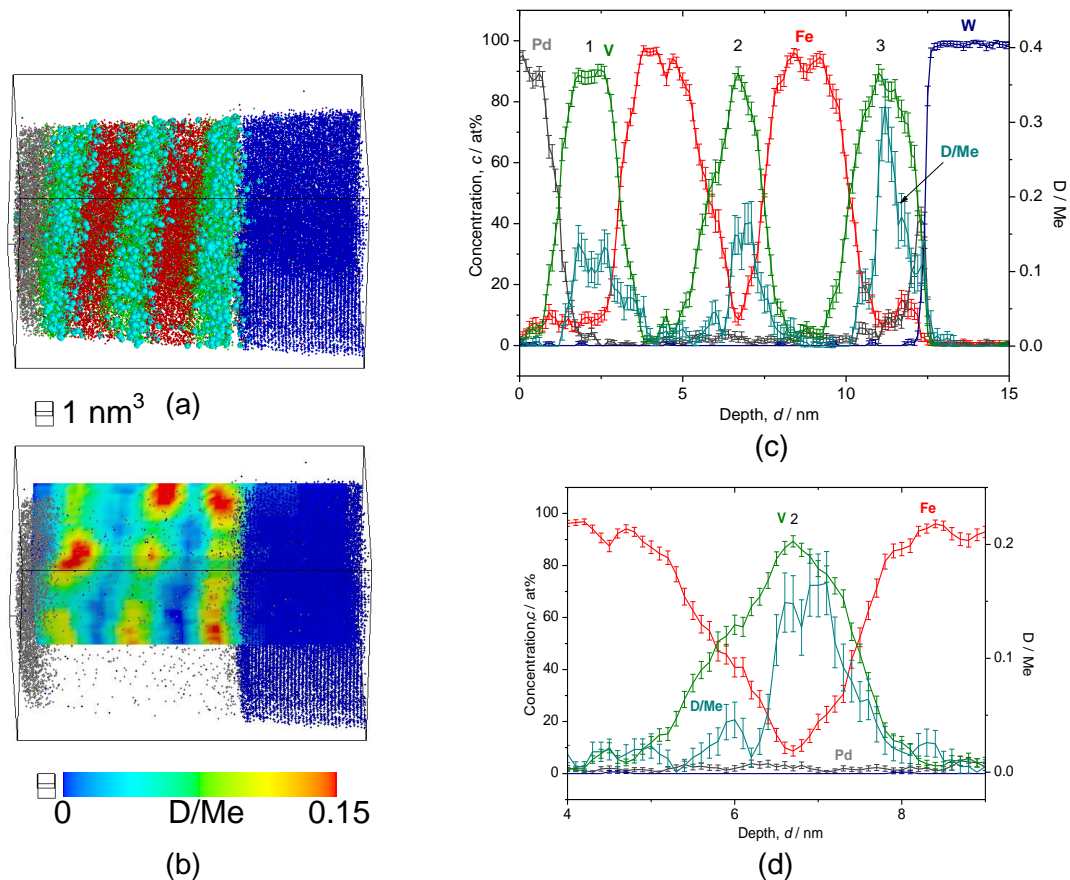 1 nm³ (a)
0 D/Me 0.15
(b)
Pd 1 V Fe 2 3 W
D/Me
100
80
60
40
20
0
Concentration, c / at%
0.4
0.3
0.2
0.1
0.0
D / Me
0 5 10 15
Depth, d / nm
(c)
V 2 Fe
D/Me
Pd
100
80
60
40
20
0
Concentration,c / at%
0.2
0.1
0.0
D / Me
4 6 8
Depth, d / nm
(d)